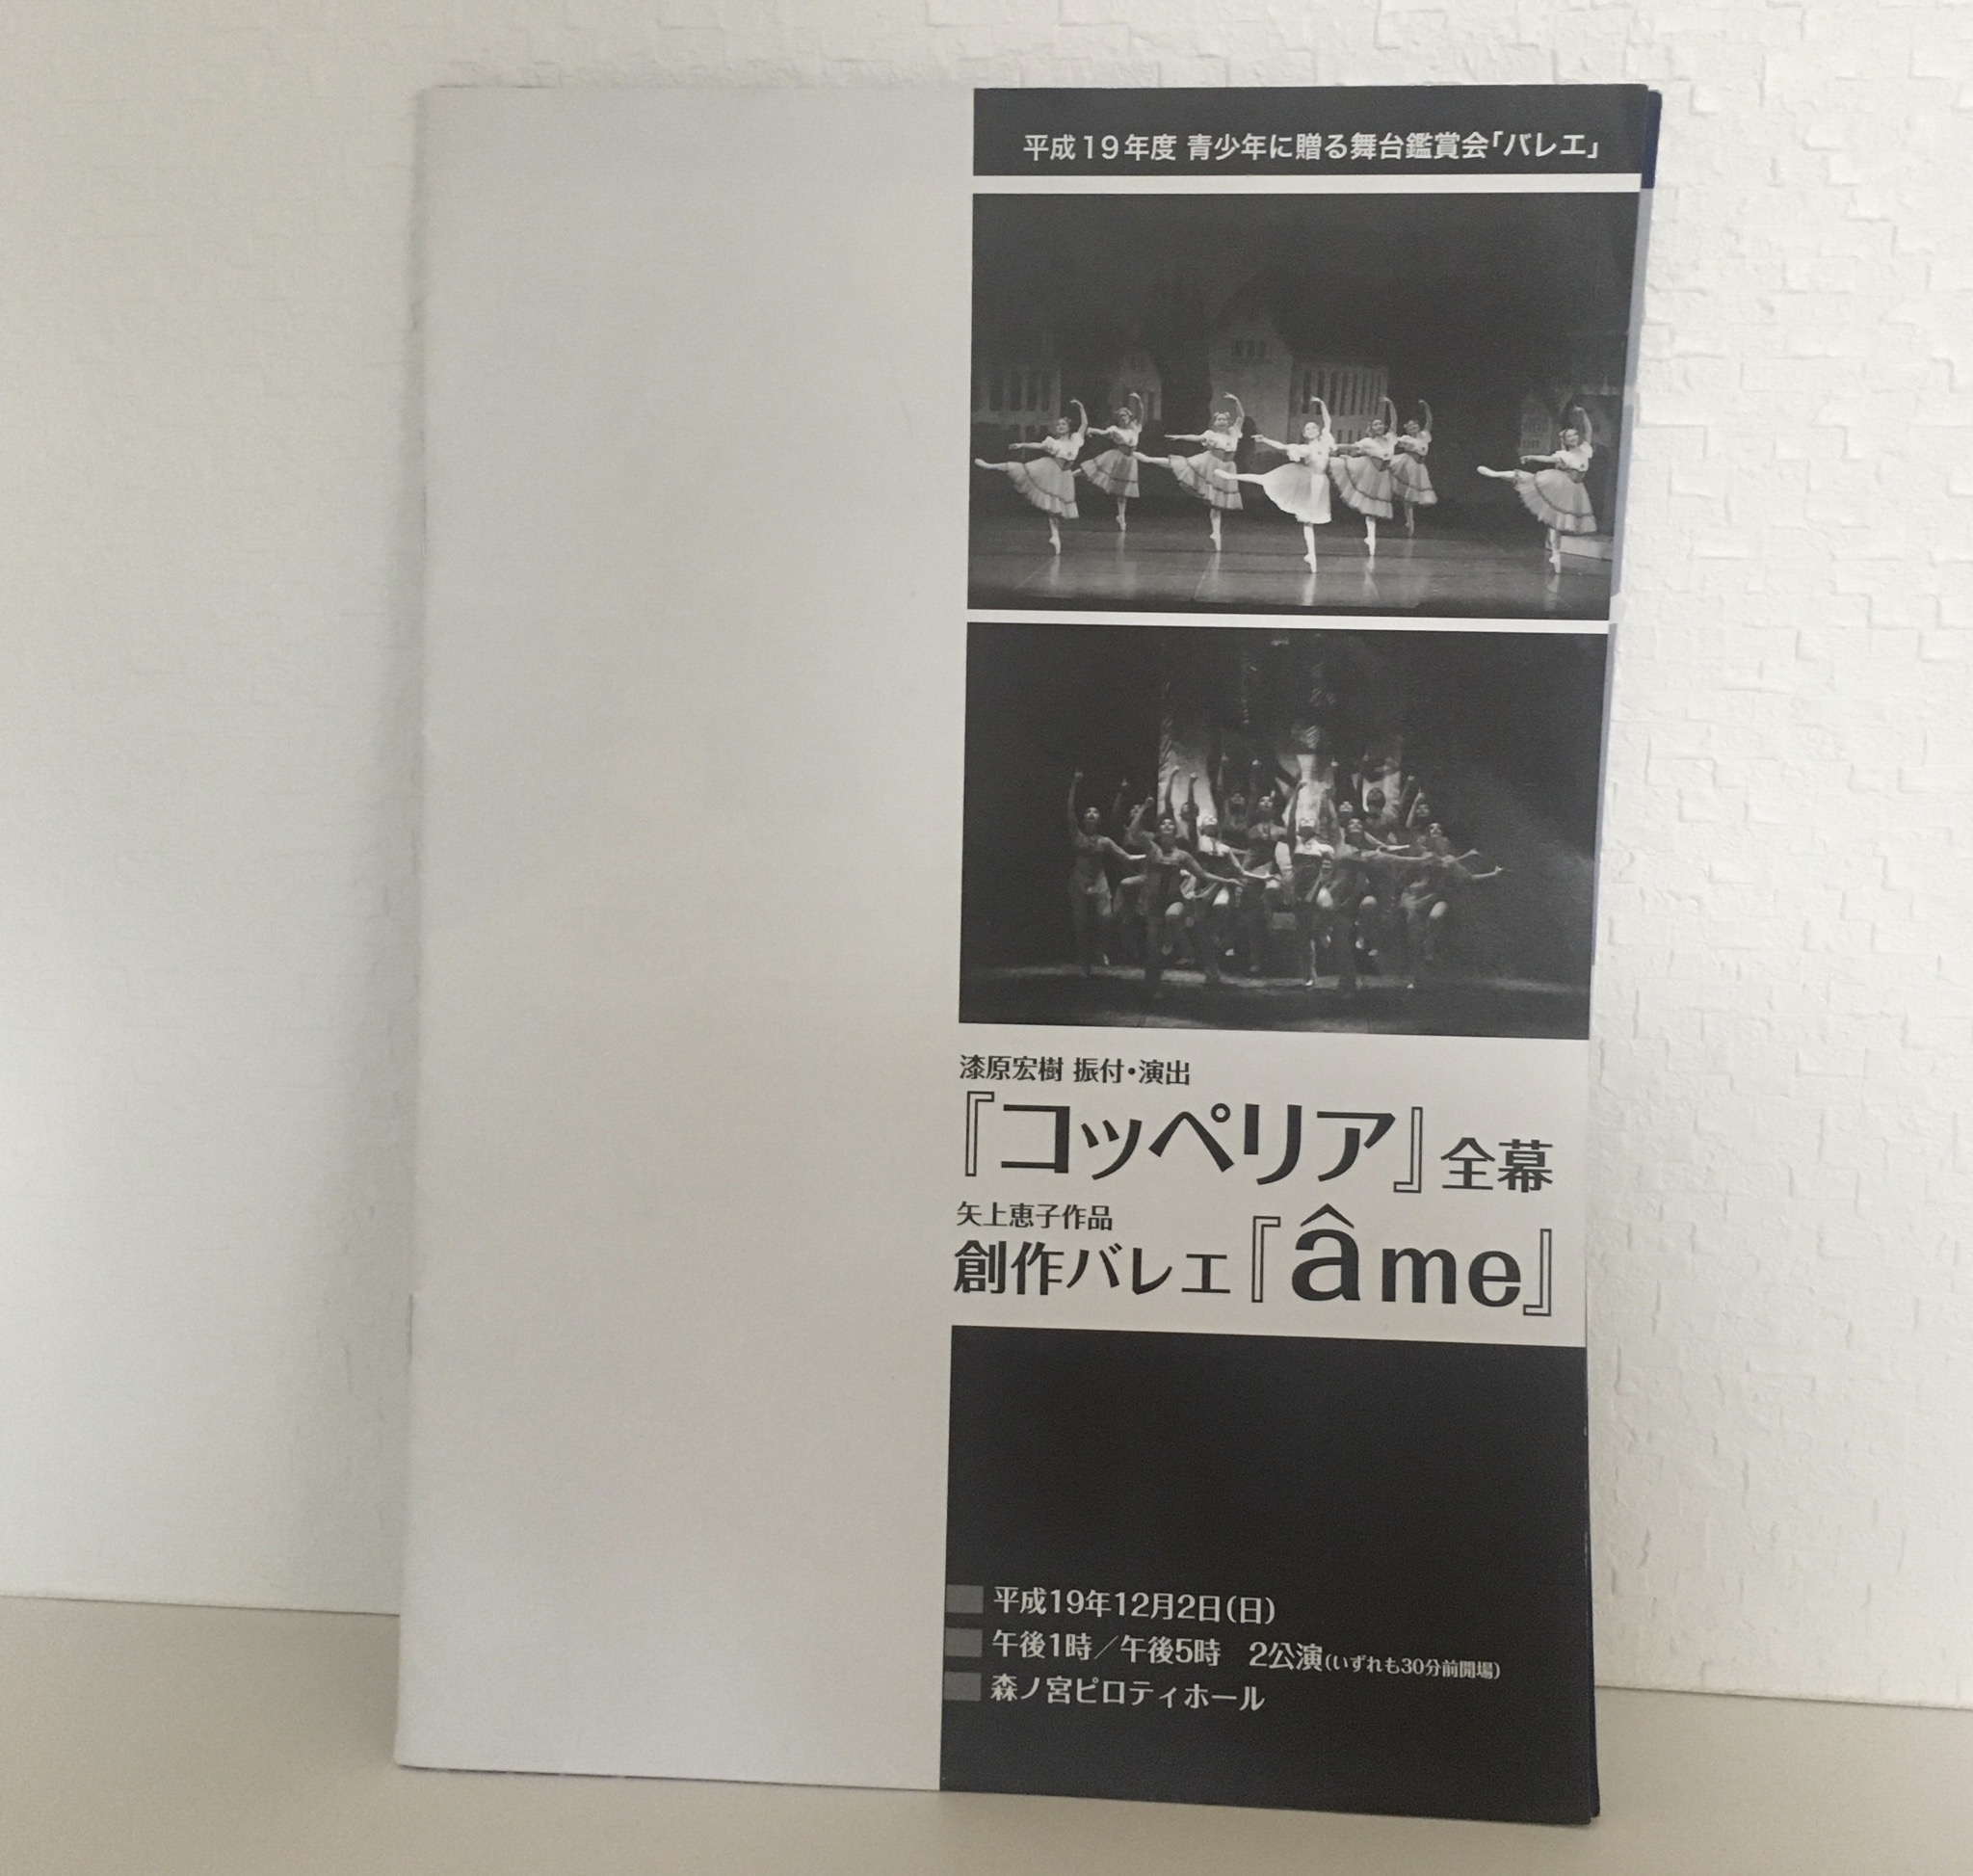 平成19年度 青少年に贈る舞台鑑賞会「バレエ」
漆原宏樹 振付・演出
『コッペリア』全幕
矢上恵子作品
創作バレエ『âme』
平成19年12月2日(日)
午後1時／午後5時　2公演(いずれも30分前開場)
森ノ宮ピロティホール